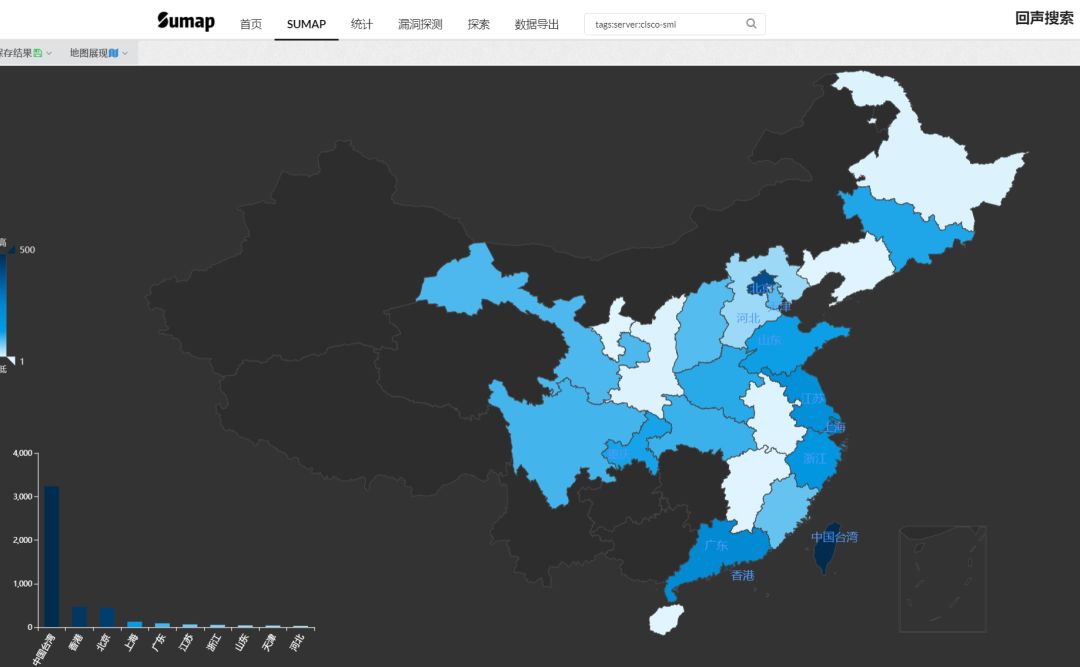 Sumap
首页 SUMAP 统计 漏洞探测 探索 数据导出
tags:server:cisco-smi
回声搜索
保存结果 地图展现
高
500
1
低
北京
天津
河北
山东
江苏
上海
浙江
重庆
广东
香港
中国台湾
4,000
3,000
2,000
1,000
0
中国台湾 香港 北京 上海 广东 江苏 浙江 山东 天津 河北